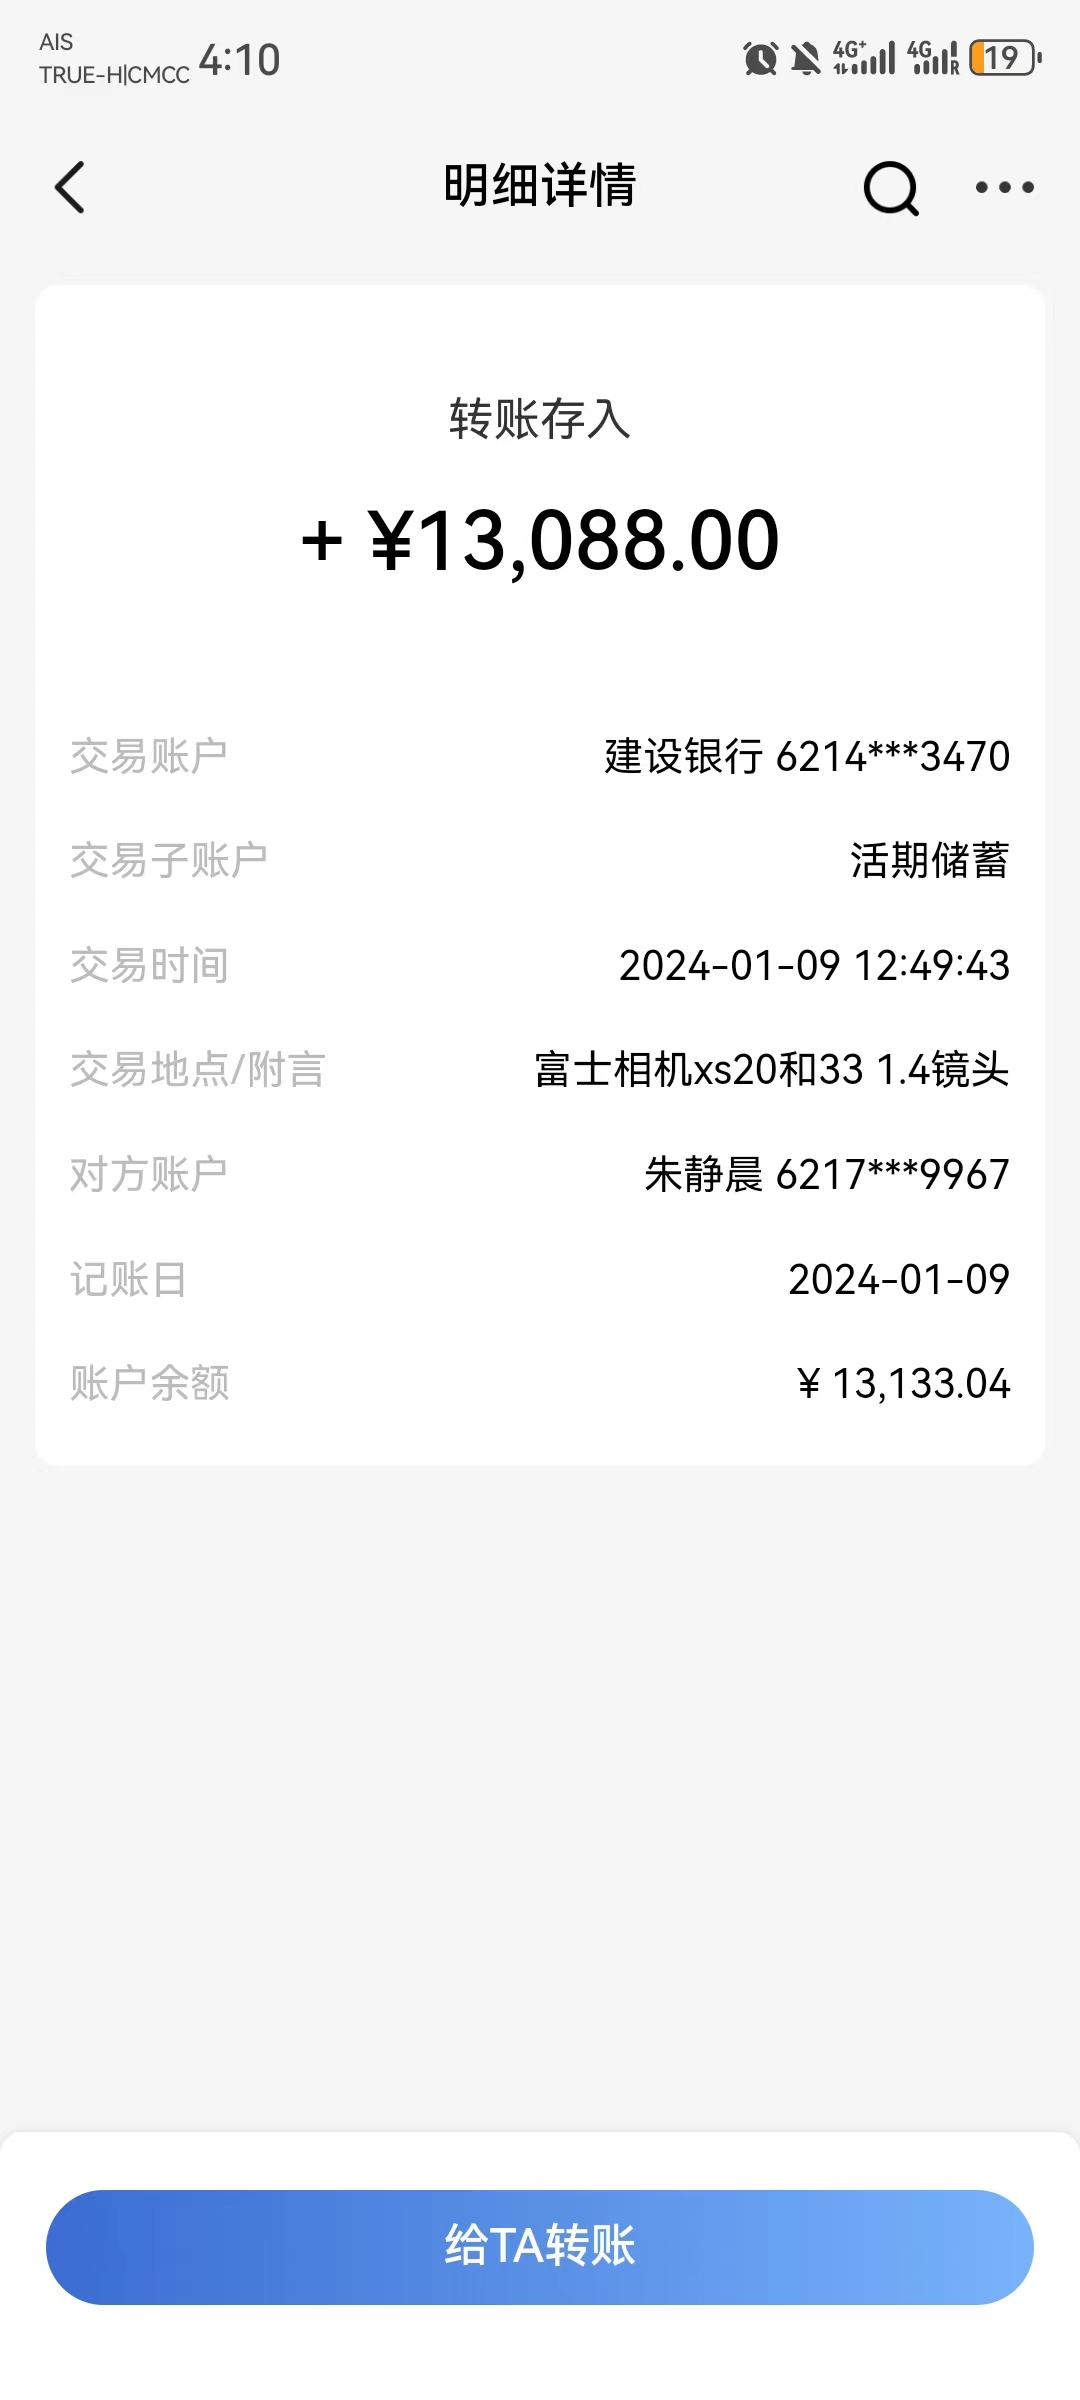 AIS
TRUE-H|CMCC 4:10 4G+ 4G R 19
明细详情
转账存入
+ ¥13,088.00
交易账户 建设银行 6214***3470
交易子账户 活期储蓄
交易时间 2024-01-09 12:49:43
交易地点/附言 富士相机xs20和33 1.4镜头
对方账户 朱静晨 6217***9967
记账日 2024-01-09
账户余额 ¥ 13,133.04
给TA转账